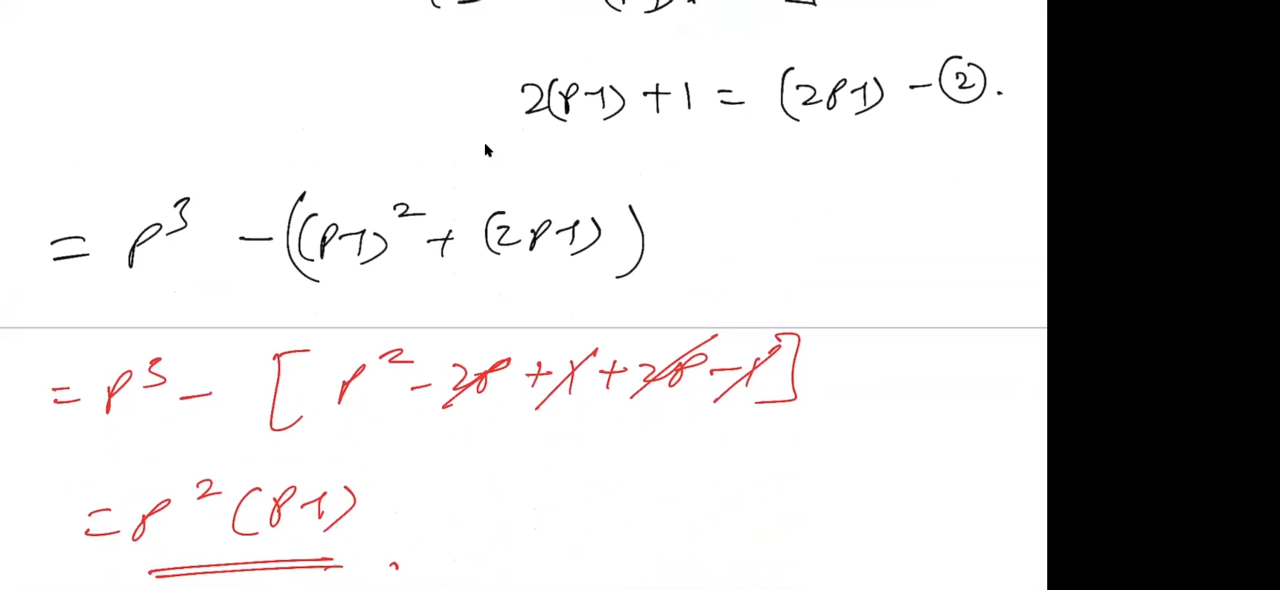 2(p-1) + 1 = (2p-1) - ②.
= p³ - ((p-1)² + (2p-1))
= p³ - [p² - 2p + 1 + 2p - 1]
= p² (p-1).